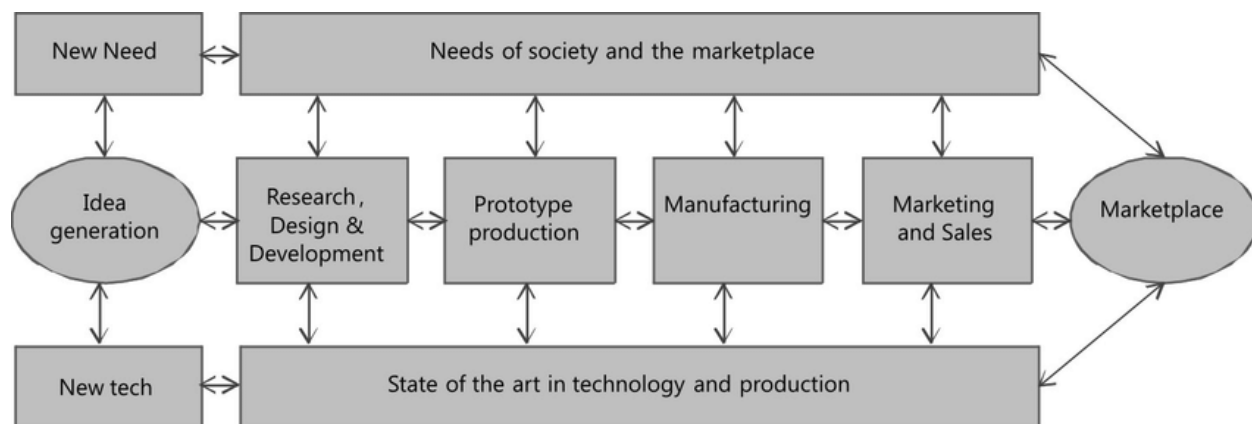 New Need
Needs of society and the marketplace
Idea
generation
Research,
Design &
Development
Prototype
production
Manufacturing
Marketing
and Sales
Marketplace
New tech
State of the art in technology and production